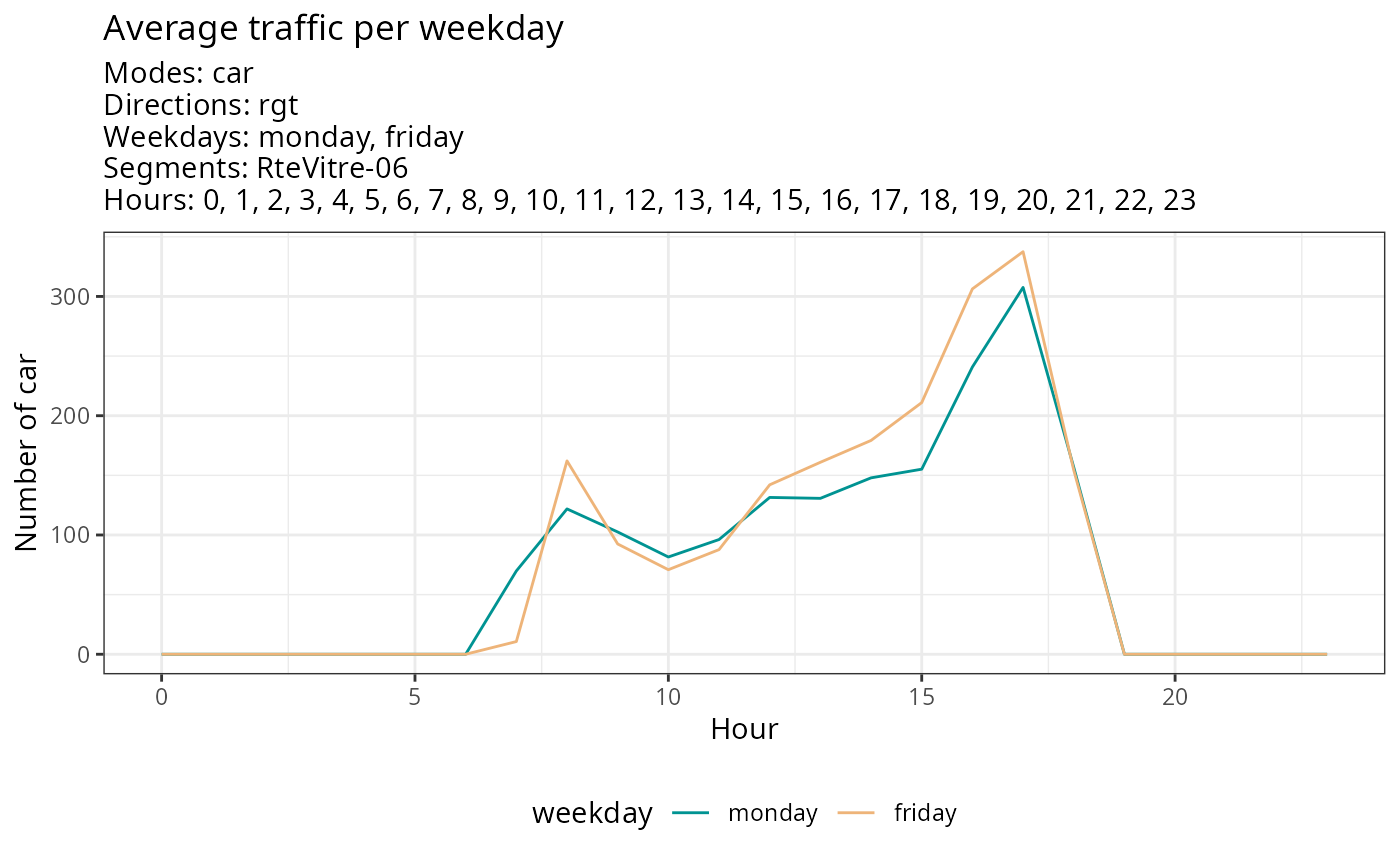 Average traffic per weekday
Modes: car
Directions: rgt
Weekdays: monday, friday
Segments: RteVitre-06
Hours: 0, 1, 2, 3, 4, 5, 6, 7, 8, 9, 10, 11, 12, 13, 14, 15, 16, 17, 18, 19, 20, 21, 22, 23
Number of car
300
200
100
0
0 5 10 15 20
Hour
weekday monday friday